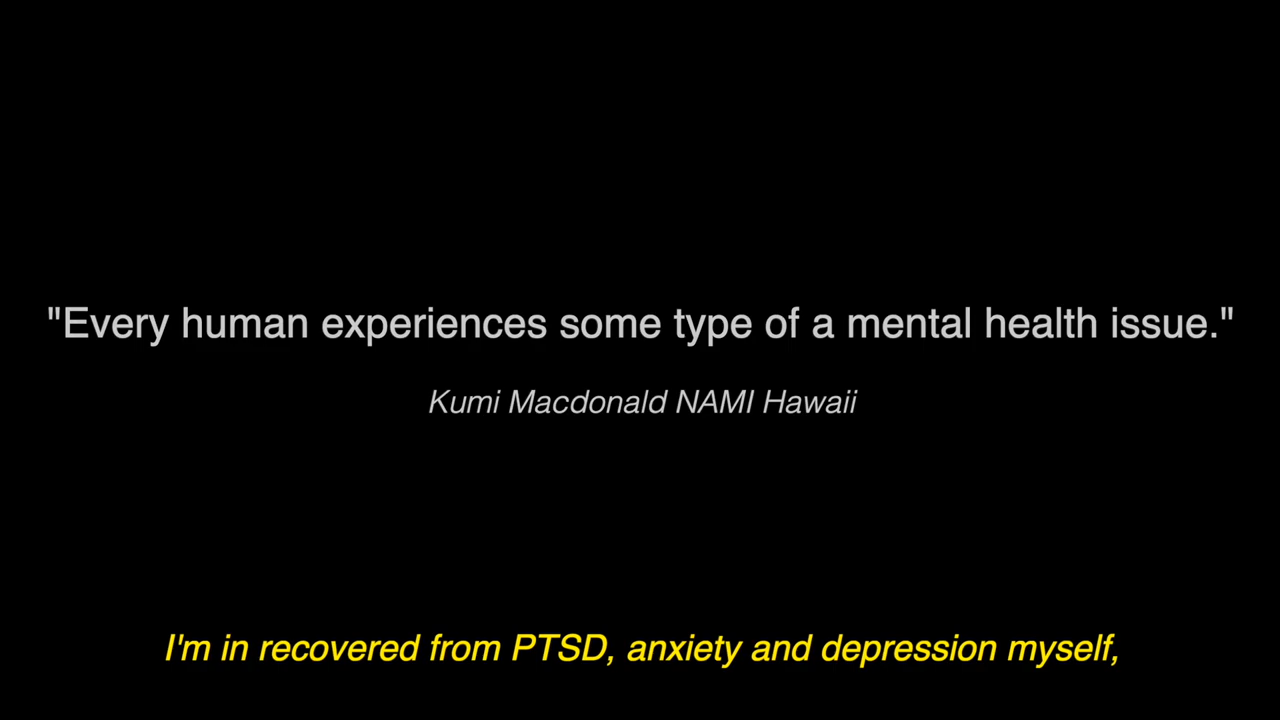 "Every human experiences some type of a mental health issue."
Kumi Macdonald NAMI Hawaii
I'm in recovered from PTSD, anxiety and depression myself,